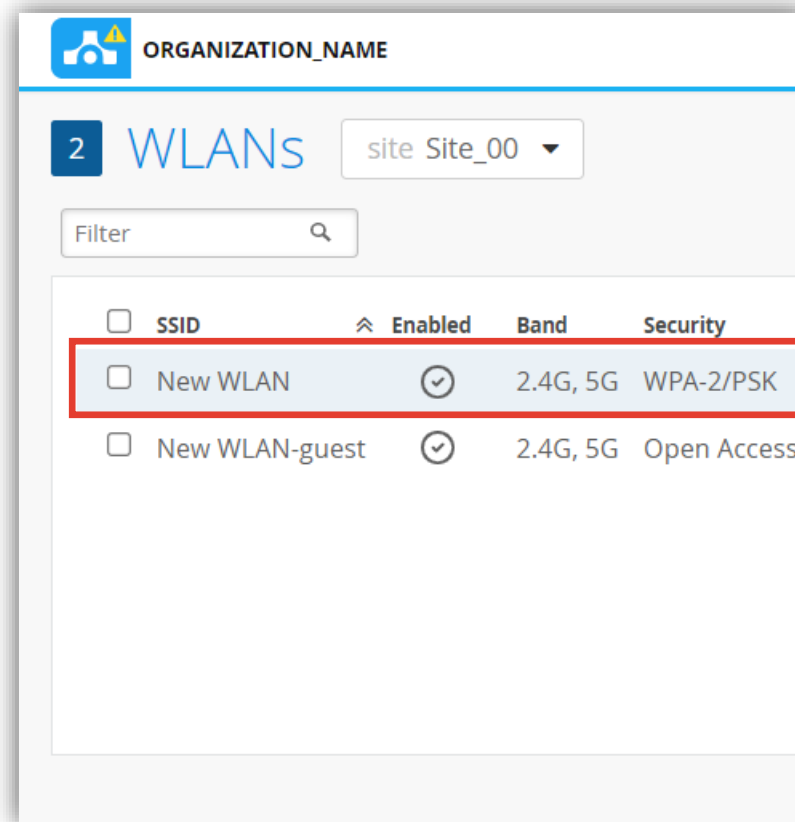 ORGANIZATION_NAME
2 WLANs site Site_00
Filter
SSID Enabled Band Security
New WLAN 2.4G, 5G WPA-2/PSK
New WLAN-guest 2.4G, 5G Open Access